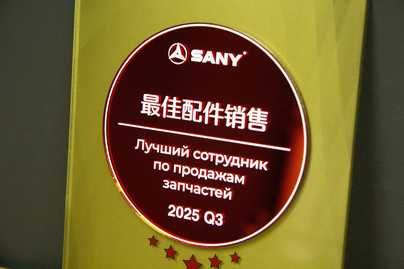 SANY
最佳配件销售
Лучший сотрудник
по продажам
запчастей
2025 Q3